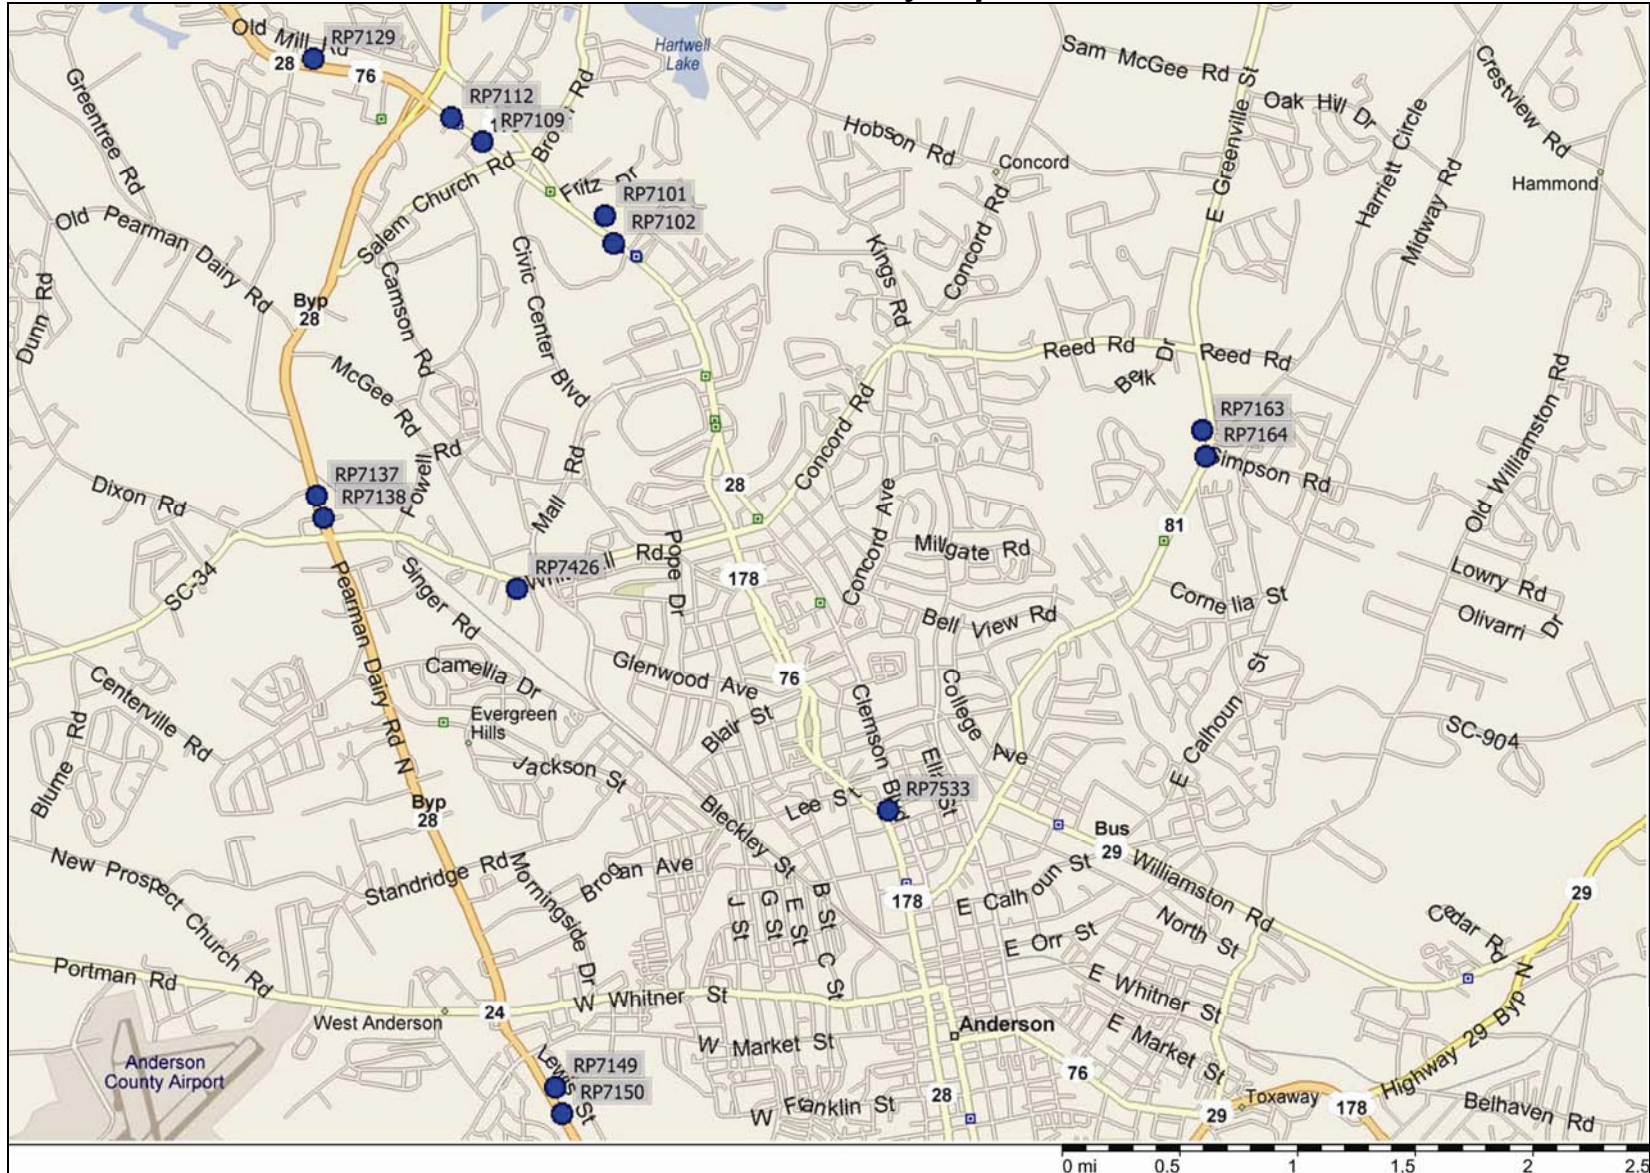 Old Mill Rd
RP7129
28
76
Hartwell
Lake
Sam McGee Rd
E Greenville St
Crestview Rd
Greentree Rd
RP7112
RP7109
Oak Hill Dr
Harriett Circle
Hobson Rd
Concord
Hammond
Salem Church Rd
Fritz Dr
RP7101
RP7102
Midway Rd
Old Pearman Dairy Rd
Dunn Rd
Byp
28
Camson Rd
Civic Center Blvd
Kings Rd
Concord Rd
Reed Rd
Reed Rd
Belk Dr
McGee Rd
Powell Rd
Concord Rd
RP7163
RP7164
Simpson Rd
Old Williamston Rd
RP7137
RP7138
Dixon Rd
Mall Rd
28
Concord Ave
Millgate Rd
81
SC-34
Singer Rd
RP7426
Rd
Pope Dr
178
Lowry Rd
Cornelia St
Bell View Rd
Olivarri Dr
Pearman Dairy Rd N
Camellia Dr
Glenwood Ave
76
Centerville Rd
Blume Rd
Evergreen
Hills
Blair St
Clemson Blvd
College Ave
E Calhoun St
SC-904
Jackson St
RP7533
Byp
28
Lee St
Bleckley St
Bus
29
Williamston Rd
New Prospect Church Rd
Standridge Rd
Morningside Dr
Brogan Ave
J St
G St
E St
B St
C St
178
E Calhoun St
North St
29
Cedar Rd
E Orr St
Portman Rd
E Whitner St
24
W Whitner St
West Anderson
Anderson
W Market St
E Market St
Highway 29 Byp N
Anderson
County Airport
Lewis St
RP7149
RP7150
76
28
W Franklin St
29
Toxaway
178
Belhaven Rd
0 mi
0.5
1
1.5
2
2.5